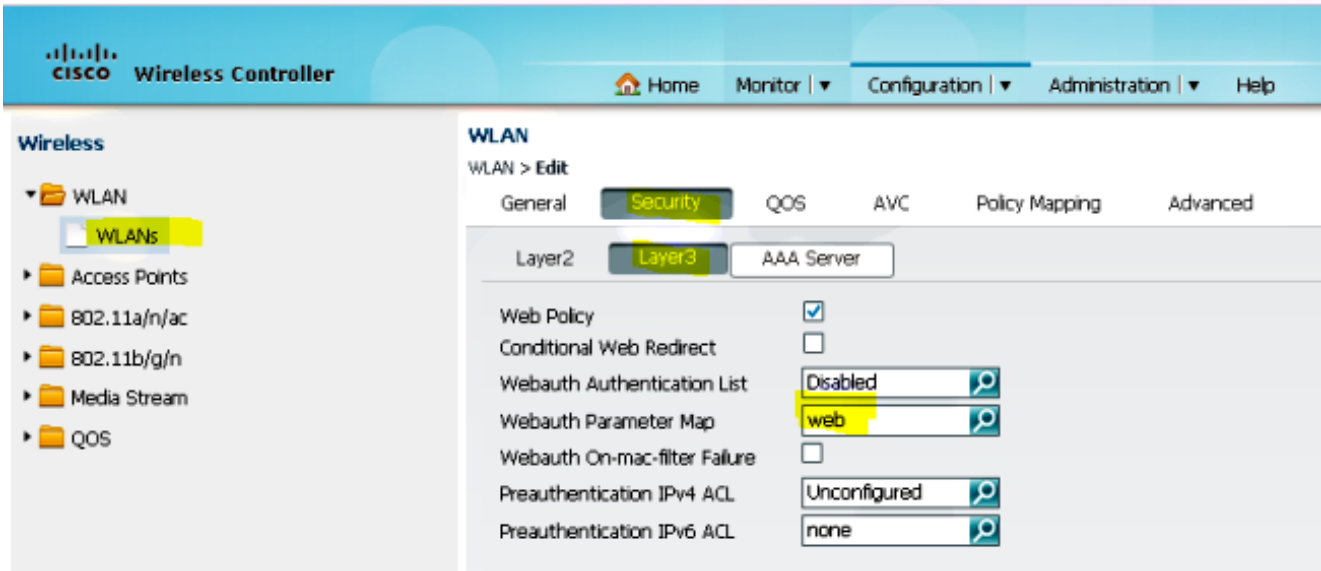 CISCO Wireless Controller
Home Monitor Configuration Administration Help
Wireless
WLAN
WLANs
Access Points
802.11a/n/ac
802.11b/g/n
Media Stream
QOS
WLAN
WLAN > Edit
General Security QOS AVC Policy Mapping Advanced
Layer2 Layer3 AAA Server
Web Policy
Conditional Web Redirect
Webauth Authentication List Disabled
Webauth Parameter Map web
Webauth On-mac-filter Failure
Preauthentication IPv4 ACL Unconfigured
Preauthentication IPv6 ACL none